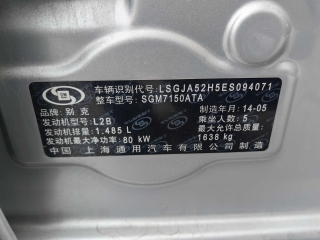 车辆识别代号: LSGJA52H5ES094071
整车型号: SGM7150ATA
品牌: 别克 制造年月: 14-05
发动机型号: L2B 乘坐人数: 5
发动机排量: 1.485 L 最大允许总质量:
发动机最大净功率: 80 kW 1638 kg
中国 上海通用汽车有限公司制造